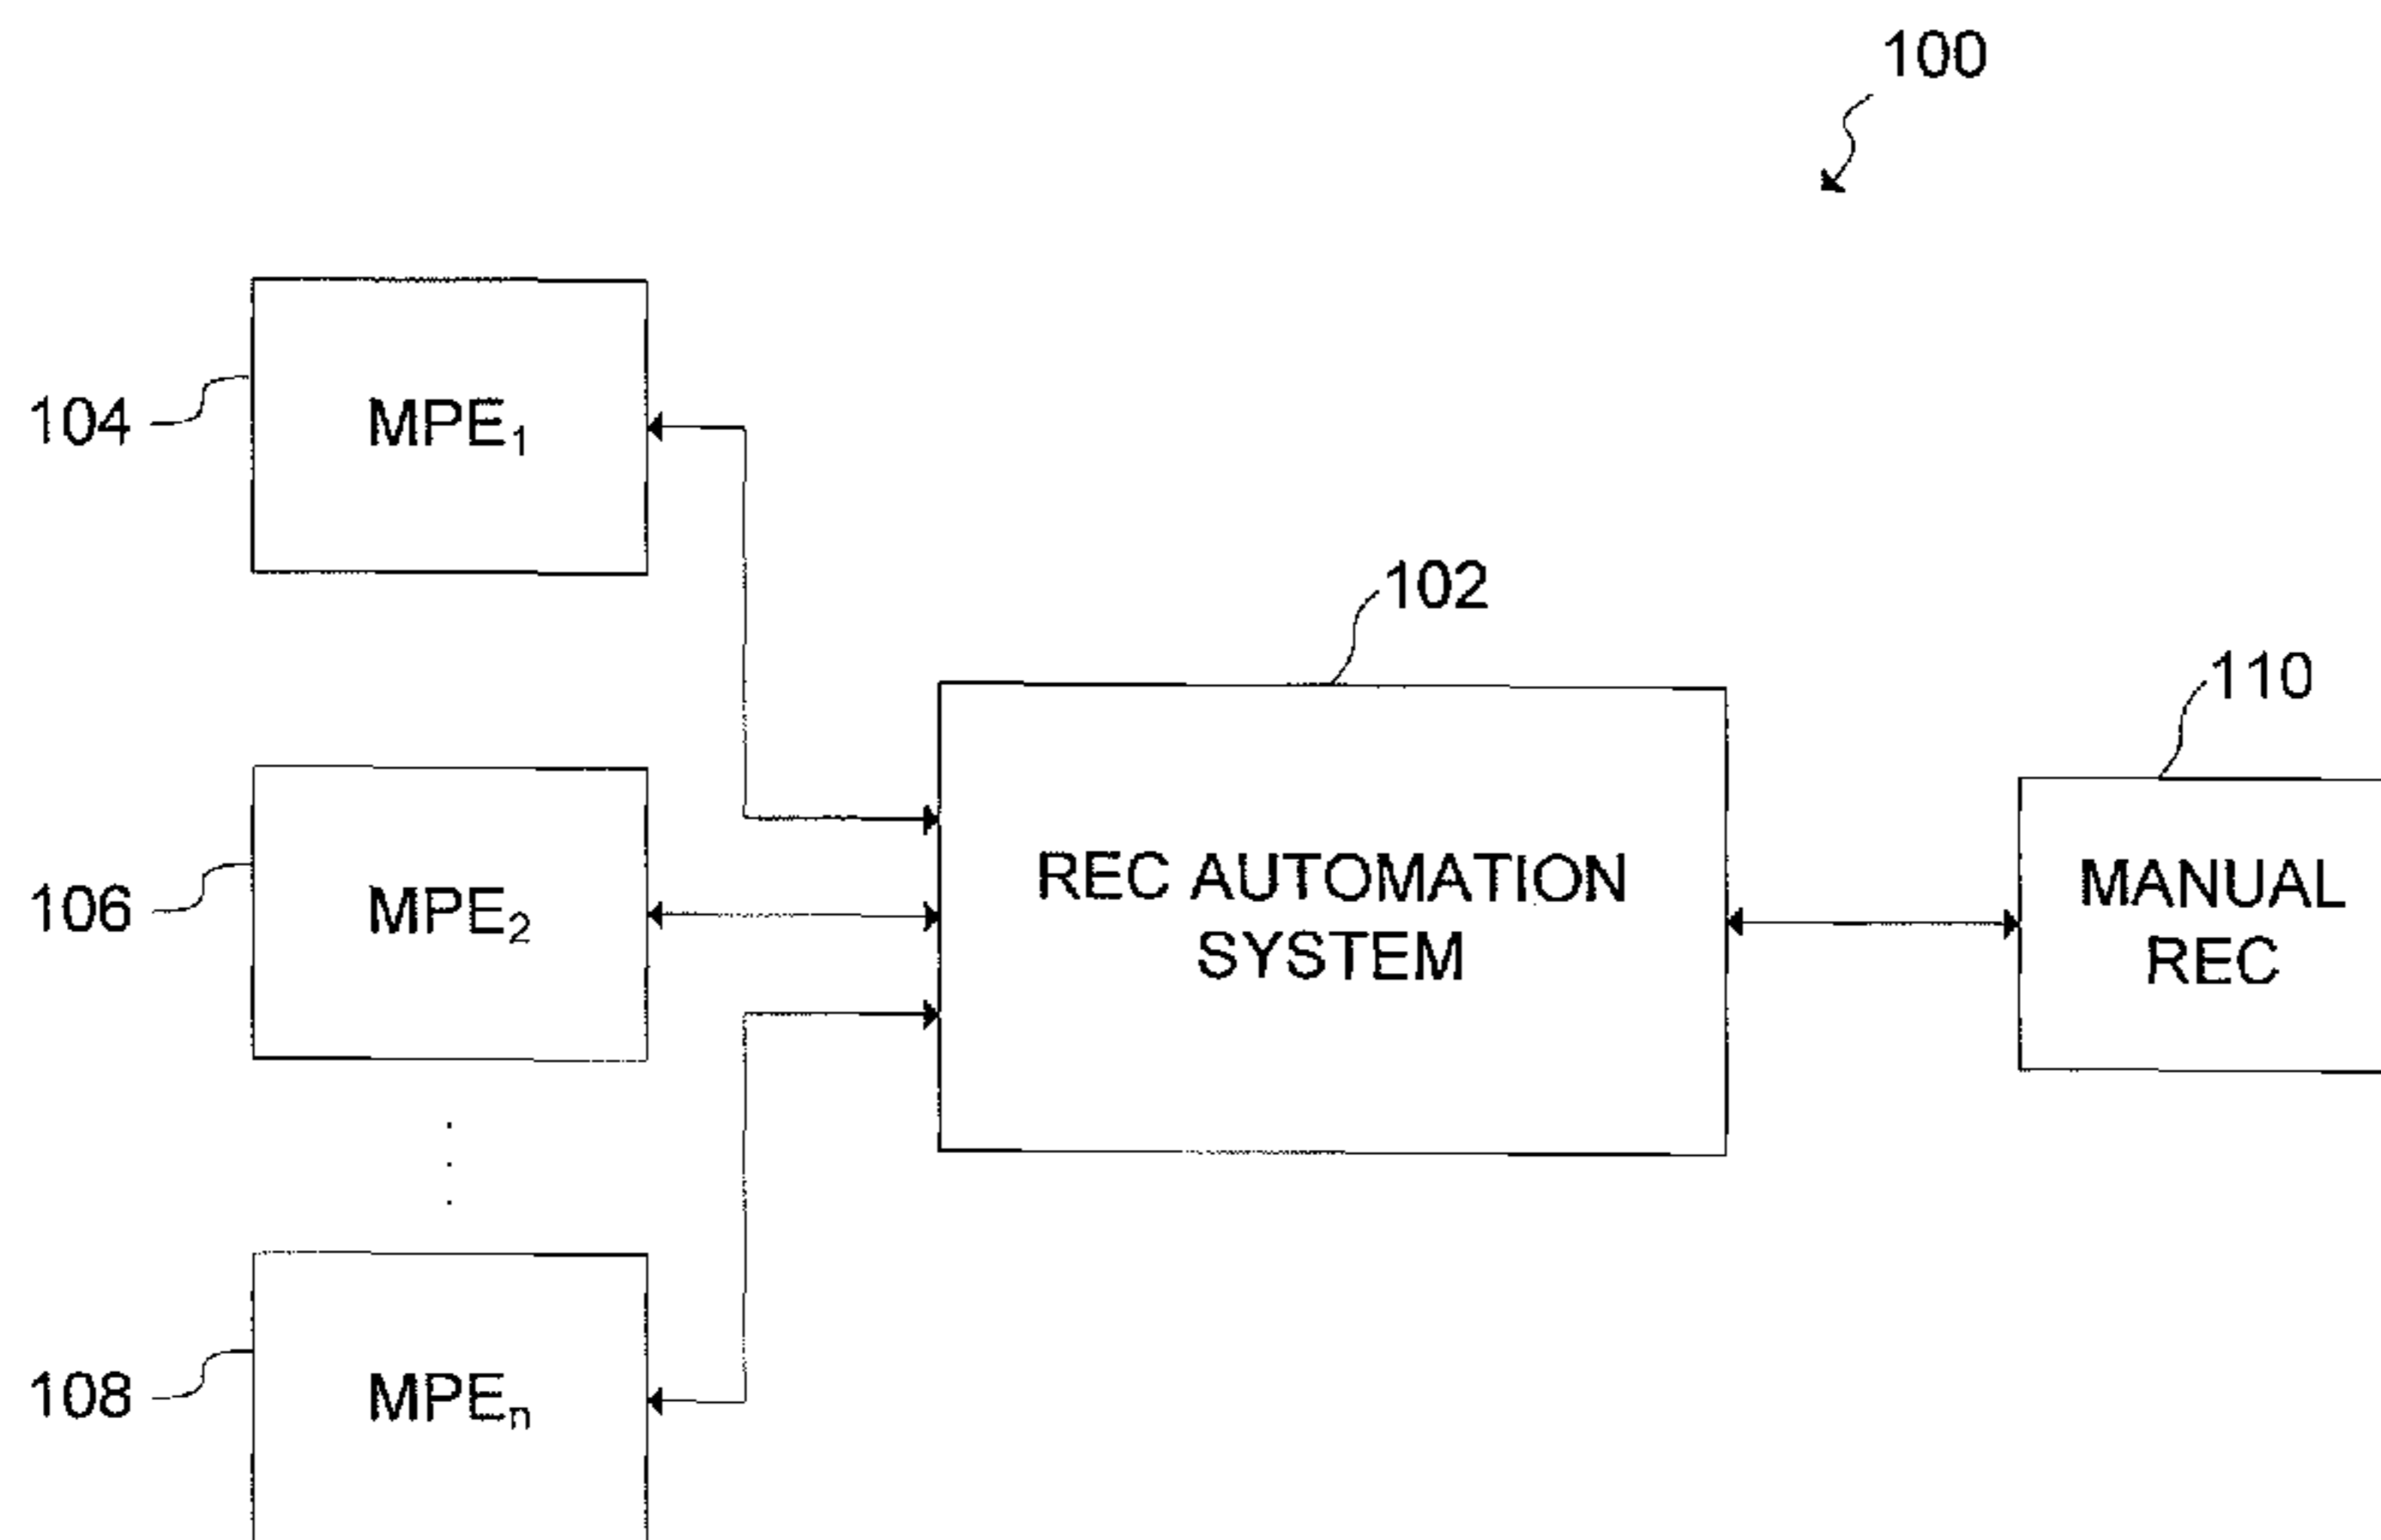 100
104
MPE₁
102
110
106
MPE₂
REC AUTOMATION
SYSTEM
MANUAL
REC
108
MPEₙ